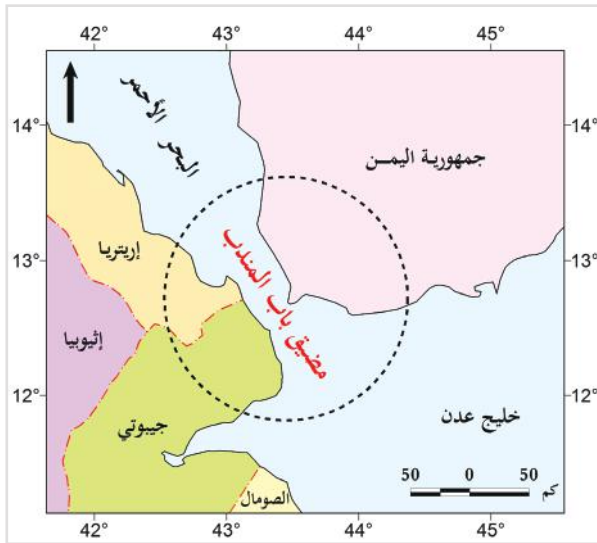 42° 43° 44° 45°
14° 14°
البحر الأحمر
جمهورية اليمـن
13° 13°
إريتريا
مضيق باب المندب
إثيوبيا
12° 12°
جيبوتي
خليج عدن
الصومال
50 0 50 كم
42° 43° 44° 45°